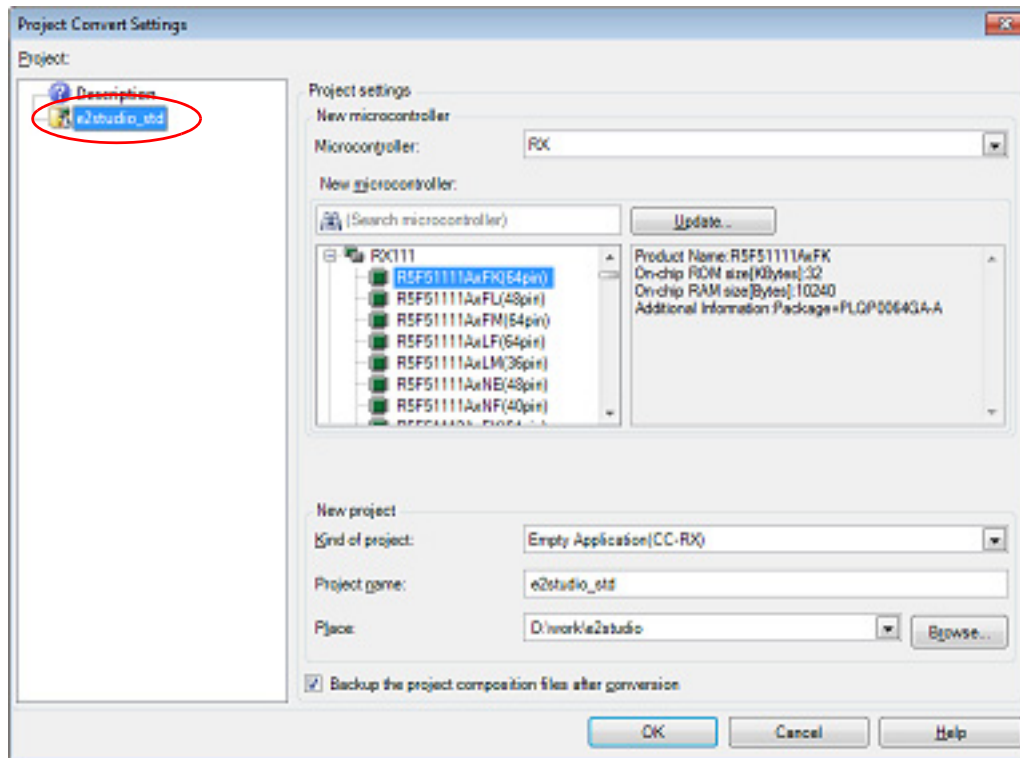 Project Convert Settings
Project:
Description
e2studio_std
Project settings
New microcontroller
Microcontroller:
RX
New microcontroller:
(Search microcontroller)
Update...
RX111
R5F51111AxFK(64pin)
R5F51111AxFL(48pin)
R5F51111AxFM(64pin)
R5F51111AxLF(64pin)
R5F51111AxLM(36pin)
R5F51111AxNE(48pin)
R5F51111AxNF(40pin)
Product Name:R5F51111AxFK
On-chip ROM size[KBytes]:32
On-chip RAM size[Bytes]:10240
Additional Information:Package=PLQP0064GA-A
New project
Kind of project:
Empty Application(CC-RX)
Project name:
e2studio_std
Place:
D:\work\e2studio
Browse...
Backup the project composition files after conversion
OK
Cancel
Help